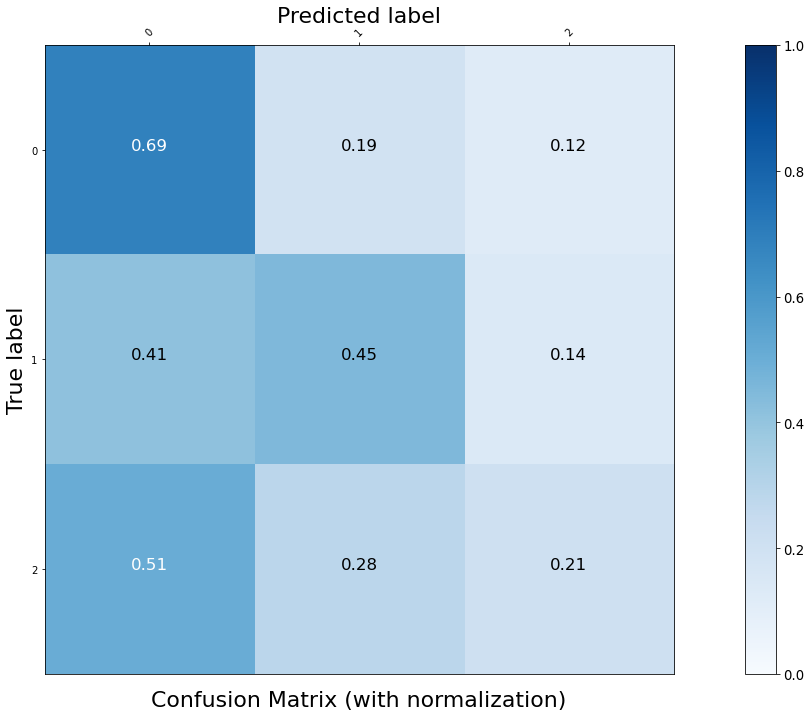 Predicted label
0 1 2
1.0
0 0.69 0.19 0.12
0.8
0.6
True label
1 0.41 0.45 0.14
0.4
2 0.51 0.28 0.21
0.2
0.0
Confusion Matrix (with normalization)